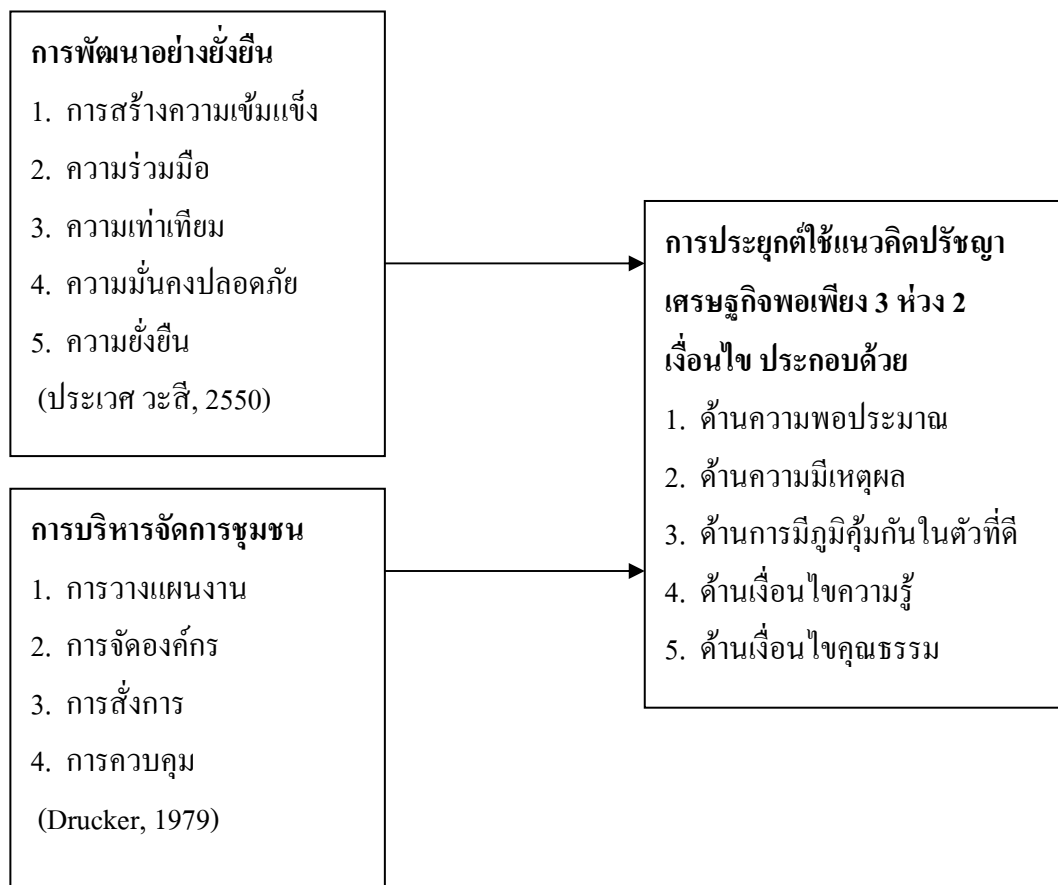 การพัฒนาอย่างยั่งยืน
1. การสร้างความเข้มแข็ง
2. ความร่วมมือ
3. ความเท่าเทียม
4. ความมั่นคงปลอดภัย
5. ความยั่งยืน
(ประเวศ วะสี, 2550)
การบริหารจัดการชุมชน
1. การวางแผนงาน
2. การจัดองค์กร
3. การสั่งการ
4. การควบคุม
(Drucker, 1979)
การประยุกต์ใช้แนวคิดปรัชญา
เศรษฐกิจพอเพียง 3 ห่วง 2
เงื่อนไข ประกอบด้วย
1. ด้านความพอประมาณ
2. ด้านความมีเหตุผล
3. ด้านการมีภูมิคุ้มกันในตัวที่ดี
4. ด้านเงื่อนไขความรู้
5. ด้านเงื่อนไขคุณธรรม